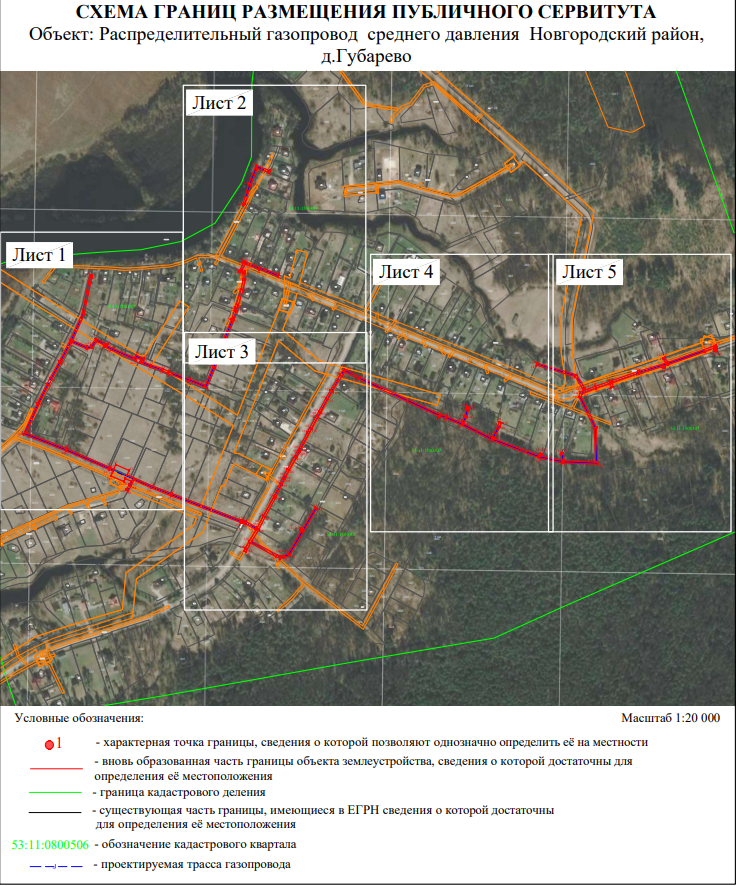 СХЕМА ГРАНИЦ РАЗМЕЩЕНИЯ ПУБЛИЧНОГО СЕРВИТУТА
Объект: Распределительный газопровод среднего давления Новгородский район,
д.Губарево
Лист 2
Лист 1
Лист 4
Лист 5
Лист 3
Условные обозначения:
Масштаб 1:20 000
1 - характерная точка границы, сведения о которой позволяют однозначно определить её на местности
- вновь образованная часть границы объекта землеустройства, сведения о которой достаточны для
определения её местоположения
- граница кадастрового деления
- существующая часть границы, имеющиеся в ЕГРН сведения о которой достаточны
для определения её местоположения
53:11:0800506 - обозначение кадастрового квартала
- проектируемая трасса газопровода